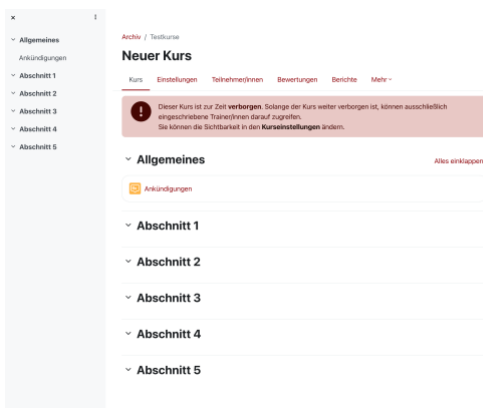 Allgemeines
Ankündigungen
Abschnitt 1
Abschnitt 2
Abschnitt 3
Abschnitt 4
Abschnitt 5
Archiv / Testkurse
Neuer Kurs
Kurs Einstellungen Teilnehmer/innen Bewertungen Berichte Mehr
Dieser Kurs ist zur Zeit verborgen. Solange der Kurs weiter verborgen ist, können ausschließlich
eingeschriebene Trainer/innen darauf zugreifen.
Sie können die Sichtbarkeit in den Kurseinstellungen ändern.
Allgemeines Alles einklappen
Ankündigungen
Abschnitt 1
Abschnitt 2
Abschnitt 3
Abschnitt 4
Abschnitt 5